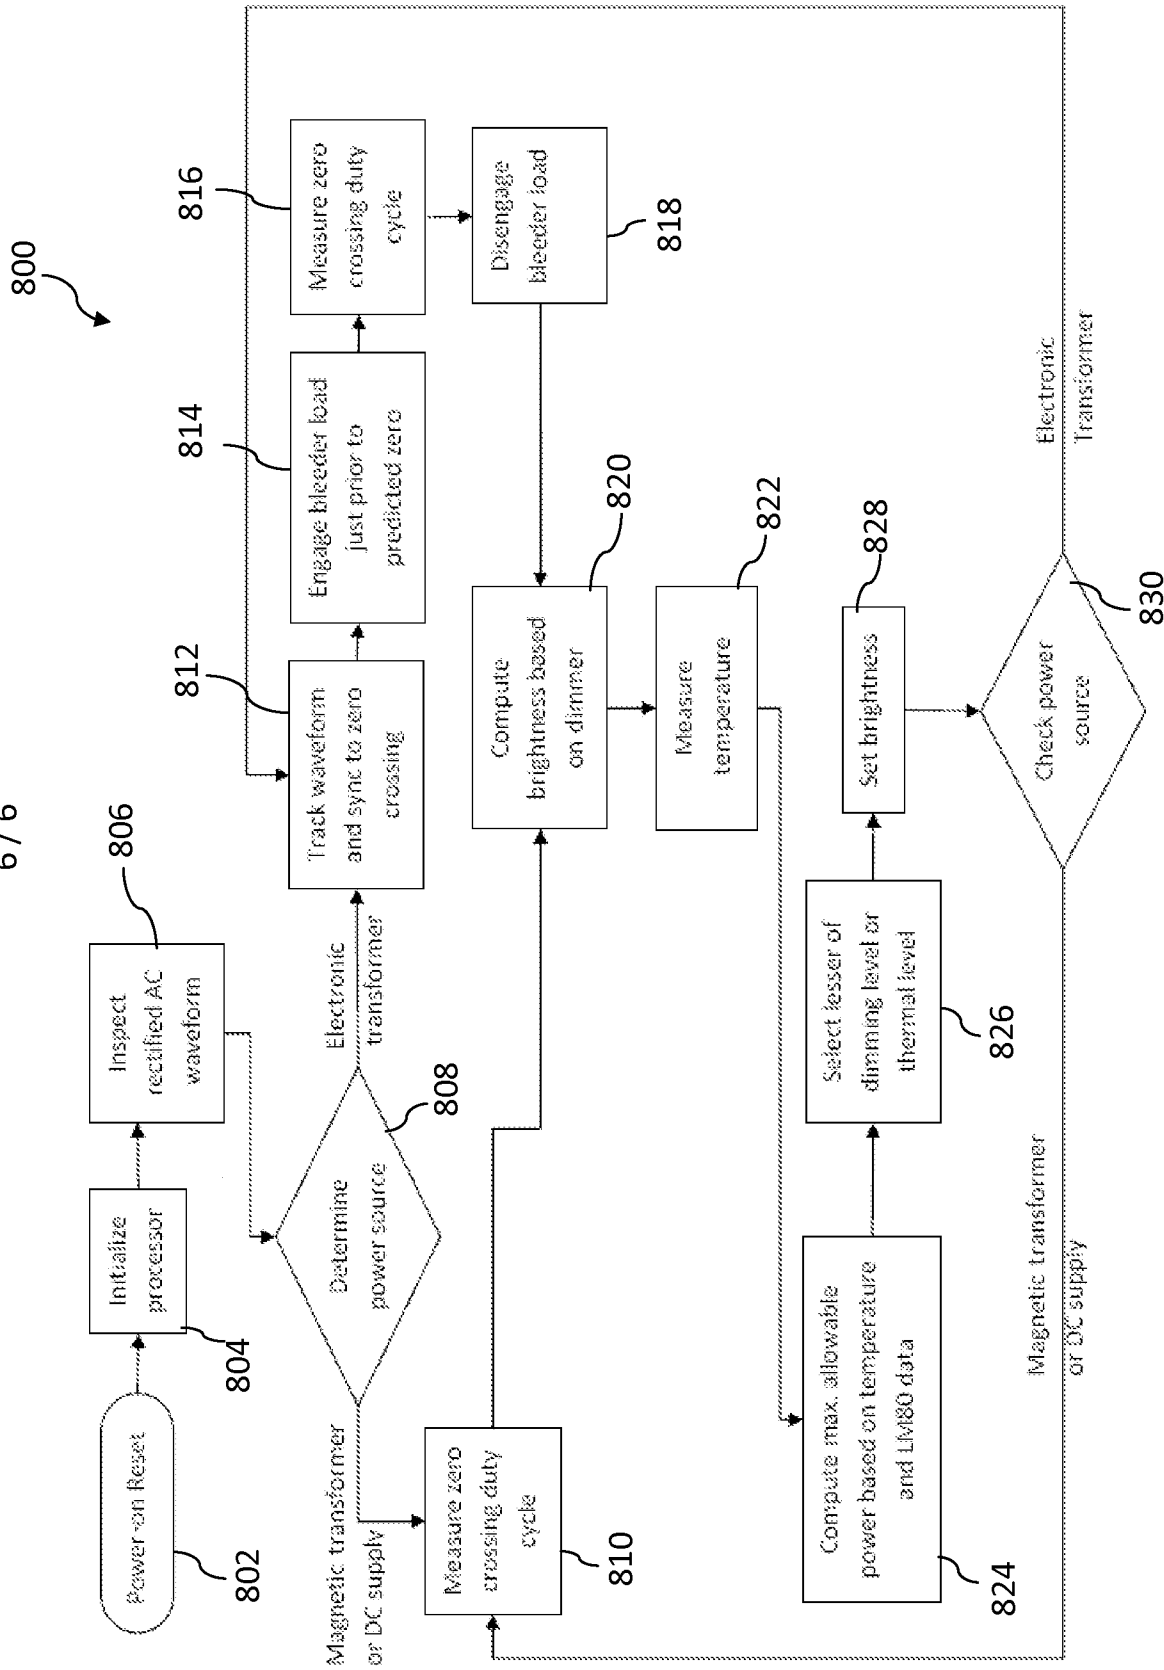 6 / 6
800
Power-on Reset
802
Initialize
processor
804
Inspect
rectified AC
waveform
806
Determine
power source
808
Magnetic transformer
or DC supply
Electronic
transformer
Measure zero
crossing duty
cycle
810
Track waveform
and sync to zero
crossing
812
Engage bleeder load
just prior to
predicted zero
814
Measure zero
crossing duty
cycle
816
Disengage
bleeder load
818
Compute
brightness based
on dimmer
820
Measure
temperature
822
Compute max. allowable
power based on temperature
and LM80 data
824
Select lesser of
dimming level or
thermal level
826
Set brightness
828
Check power
source
830
Magnetic transformer
or DC supply
Electronic
Transformer